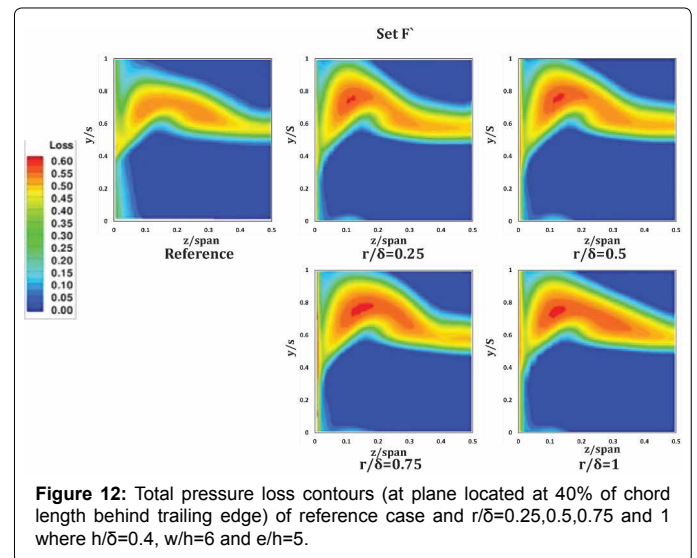 Set F`
Loss
0.60
0.55
0.50
0.45
0.40
0.35
0.30
0.25
0.20
0.15
0.10
0.05
0.00
y/s
1
0.8
0.6
0.4
0.2
0
0 0.1 0.2 0.3 0.4 0.5
z/span
Reference
y/S
1
0.8
0.6
0.4
0.2
0
0 0.1 0.2 0.3 0.4 0.5
z/span
r/δ=0.25
y/S
1
0.8
0.6
0.4
0.2
0
0 0.1 0.2 0.3 0.4 0.5
z/span
r/δ=0.5
y/S
1
0.8
0.6
0.4
0.2
0
0 0.1 0.2 0.3 0.4 0.5
z/span
r/δ=0.75
y/S
1
0.8
0.6
0.4
0.2
0
0 0.1 0.2 0.3 0.4 0.5
z/span
r/δ=1
Figure 12: Total pressure loss contours (at plane located at 40% of chord
length behind trailing edge) of reference case and r/δ=0.25,0.5,0.75 and 1
where h/δ=0.4, w/h=6 and e/h=5.